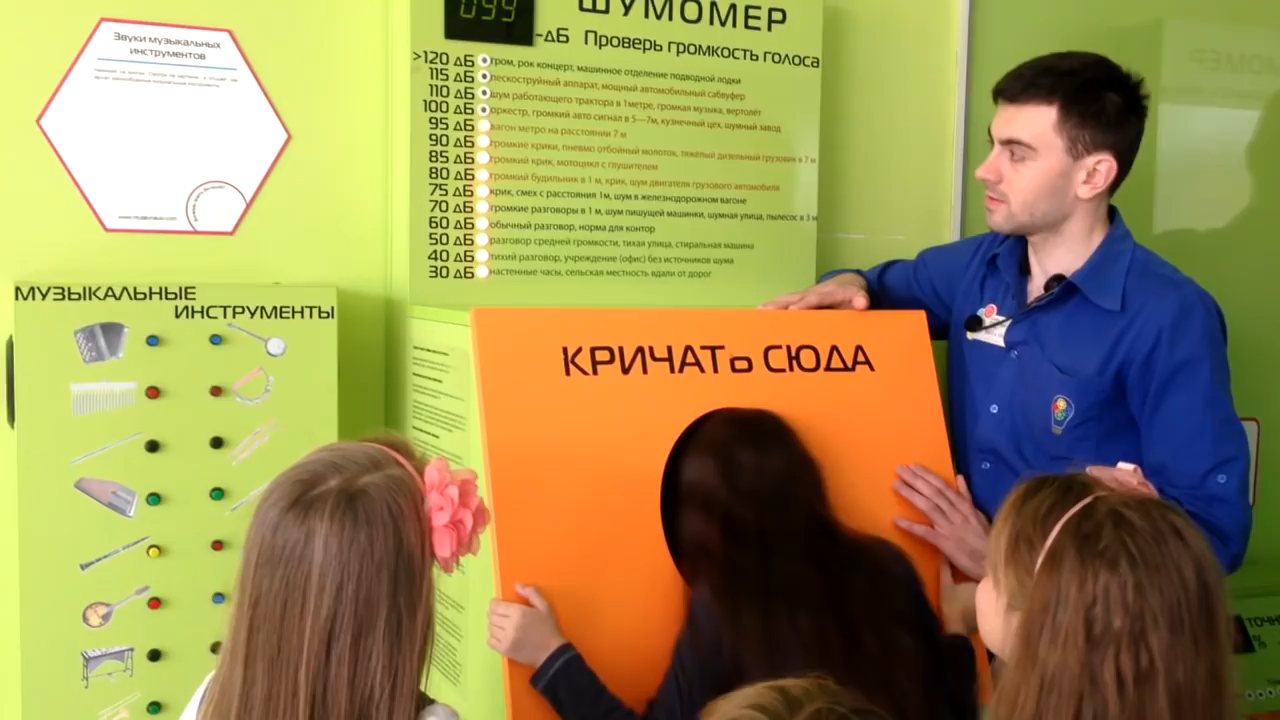 Звуки музыкальных
инструментов
099
ШУМОМЕР
-дБ Проверь громкость голоса
>120 дБ гром, рок концерт, машинное отделение подводной лодки
115 дБ пескоструйный аппарат, мощный автомобильный сабвуфер
110 дБ шум работающего трактора в 1метре, громкая музыка, вертолёт
100 дБ оркестр, громкий авто сигнал в 5—7м, кузнечный цех, шумный завод
95 дБ вагон метро на расстоянии 7 м
90 дБ громкие крики, пневмо отбойный молоток, тяжелый дизельный грузовик в 7 м
85 дБ громкий крик, мотоцикл с глушителем
80 дБ громкий будильник в 1 м, крик, шум двигателя грузового автомобиля
75 дБ крик, смех с расстояния 1м, шум в железнодорожном вагоне
70 дБ громкие разговоры в 1 м, шум пишущей машинки, шумная улица, пылесос в 3 м
60 дБ обычный разговор, норма для контор
50 дБ разговор средней громкости, тихая улица, стиральная машина
40 дБ тихий разговор, учреждение (офис) без источников шума
30 дБ настенные часы, сельская местность вдали от дорог
МУЗЫКАЛЬНЫЕ
ИНСТРУМЕНТЫ
КРИЧАТЬ СЮДА
%